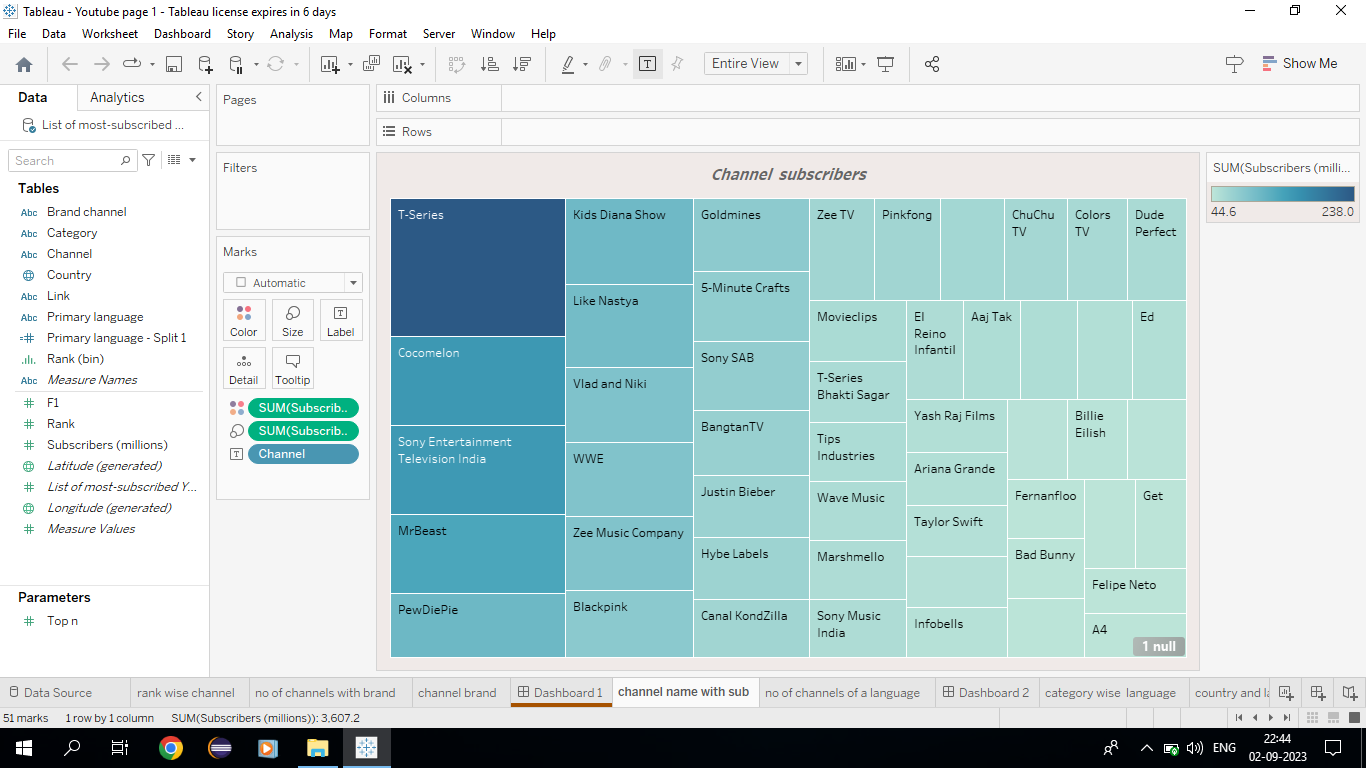 Tableau - Youtube page 1 - Tableau license expires in 6 days
File Data Worksheet Dashboard Story Analysis Map Format Server Window Help
Entire View
Show Me
Data Analytics
List of most-subscribed ...
Search
Tables
Abc Brand channel
Abc Category
Abc Channel
Country
Abc Link
Abc Primary language
Primary language - Split 1
Rank (bin)
Abc Measure Names
F1
Rank
Subscribers (millions)
Latitude (generated)
List of most-subscribed Y...
Longitude (generated)
Measure Values
Parameters
Top n
Pages
Filters
Marks
Automatic
Color Size Label
Detail Tooltip
SUM(Subscrib..
SUM(Subscrib..
Channel
Columns
Rows
Channel subscribers
T-Series
Cocomelon
Sony Entertainment
Television India
MrBeast
PewDiePie
Kids Diana Show
Like Nastya
Vlad and Niki
WWE
Zee Music Company
Blackpink
Goldmines
5-Minute Crafts
Sony SAB
BangtanTV
Justin Bieber
Hybe Labels
Canal KondZilla
Zee TV
Pinkfong
ChuChu
TV
Colors
TV
Dude
Perfect
Movieclips
T-Series
Bhakti Sagar
Tips
Industries
Wave Music
Marshmello
Sony Music
India
El
Reino
Infantil
Aaj Tak
Ed
Yash Raj Films
Ariana Grande
Taylor Swift
Infobells
Billie
Eilish
Fernanfloo
Bad Bunny
Get
Felipe Neto
A4
1 null
SUM(Subscribers (milli...
44.6 238.0
Data Source
rank wise channel
no of channels with brand
channel brand
Dashboard 1
channel name with sub
no of channels of a language
Dashboard 2
category wise language
country and la
51 marks 1 row by 1 column SUM(Subscribers (millions)): 3,607.2
ENG
22:44
02-09-2023